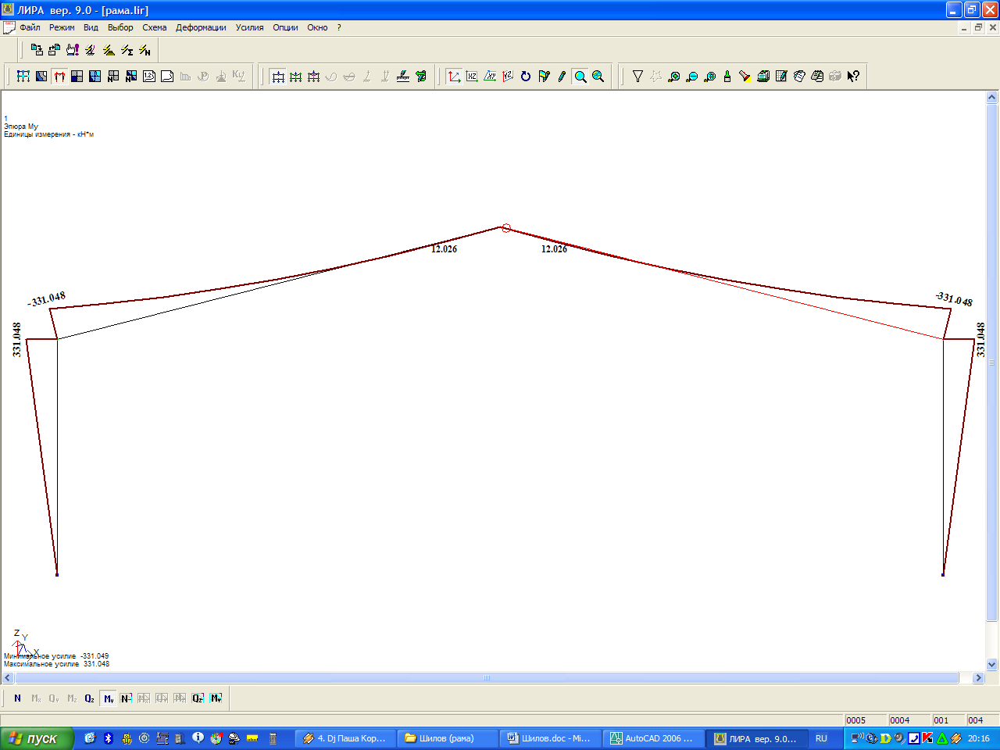 ЛИРА вер. 9.0 - [рама.lir]
Файл Режим Вид Выбор Схема Деформации Усилия Опции Окно ?
1
Эпюра My
Единицы измерения - кН*м
12.026 12.026
-331.048 -331.048
331.048 331.048
Z
Y
X
Минимальное усилие -331.049
Максимальное усилие 331.048
N Mx Qy Mz Qz My
0005 0004 001 004
пуск 4. Dj Паша Кор... Шилов (рама) Шилов.doc - Mi... AutoCAD 2006 ... ЛИРА вер. 9.0... RU 20:16